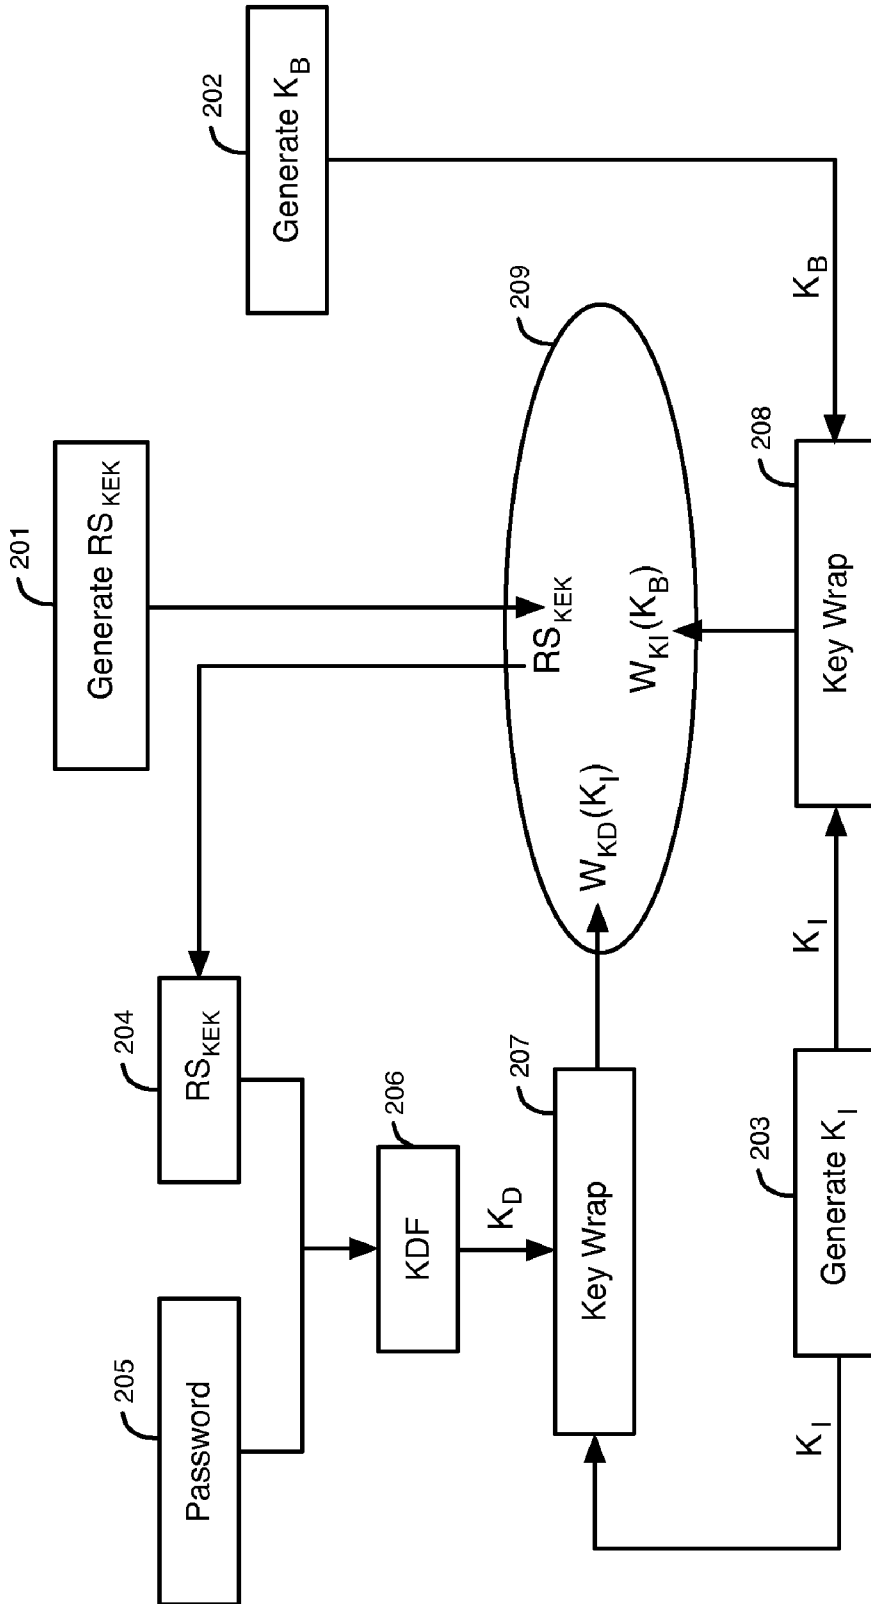 201
Generate RS_KEK
202
Generate K_B
205
Password
204
RS_KEK
206
KDF
K_D
207
Key Wrap
209
RS_KEK
W_KD(K_I)
W_KI(K_B)
K_I
203
Generate K_I
K_I
208
Key Wrap
K_B